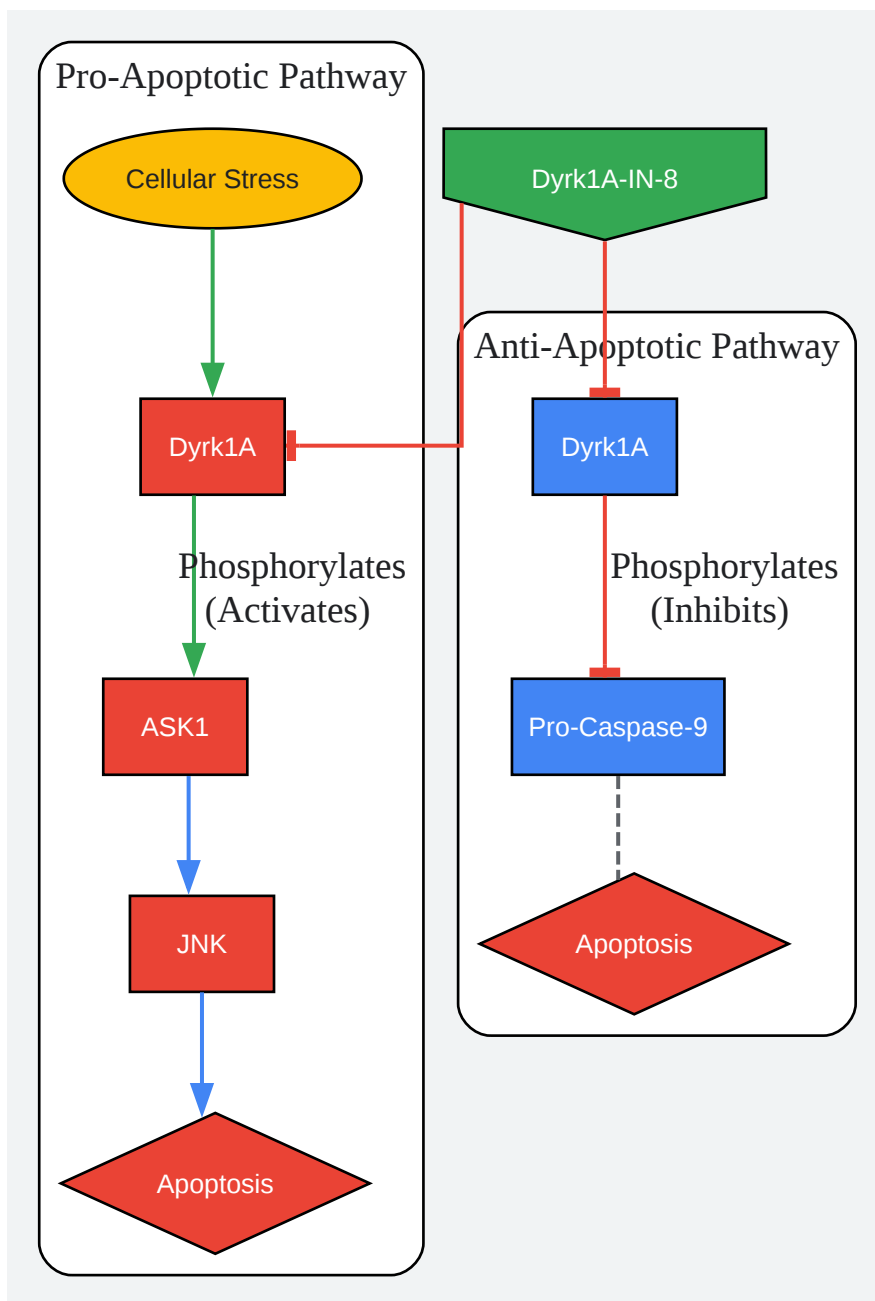 Pro-Apoptotic Pathway
Cellular Stress
Dyrk1A-IN-8
Anti-Apoptotic Pathway
Dyrk1A
Dyrk1A
Phosphorylates
(Activates)
Phosphorylates
(Inhibits)
ASK1
Pro-Caspase-9
JNK
Apoptosis
Apoptosis